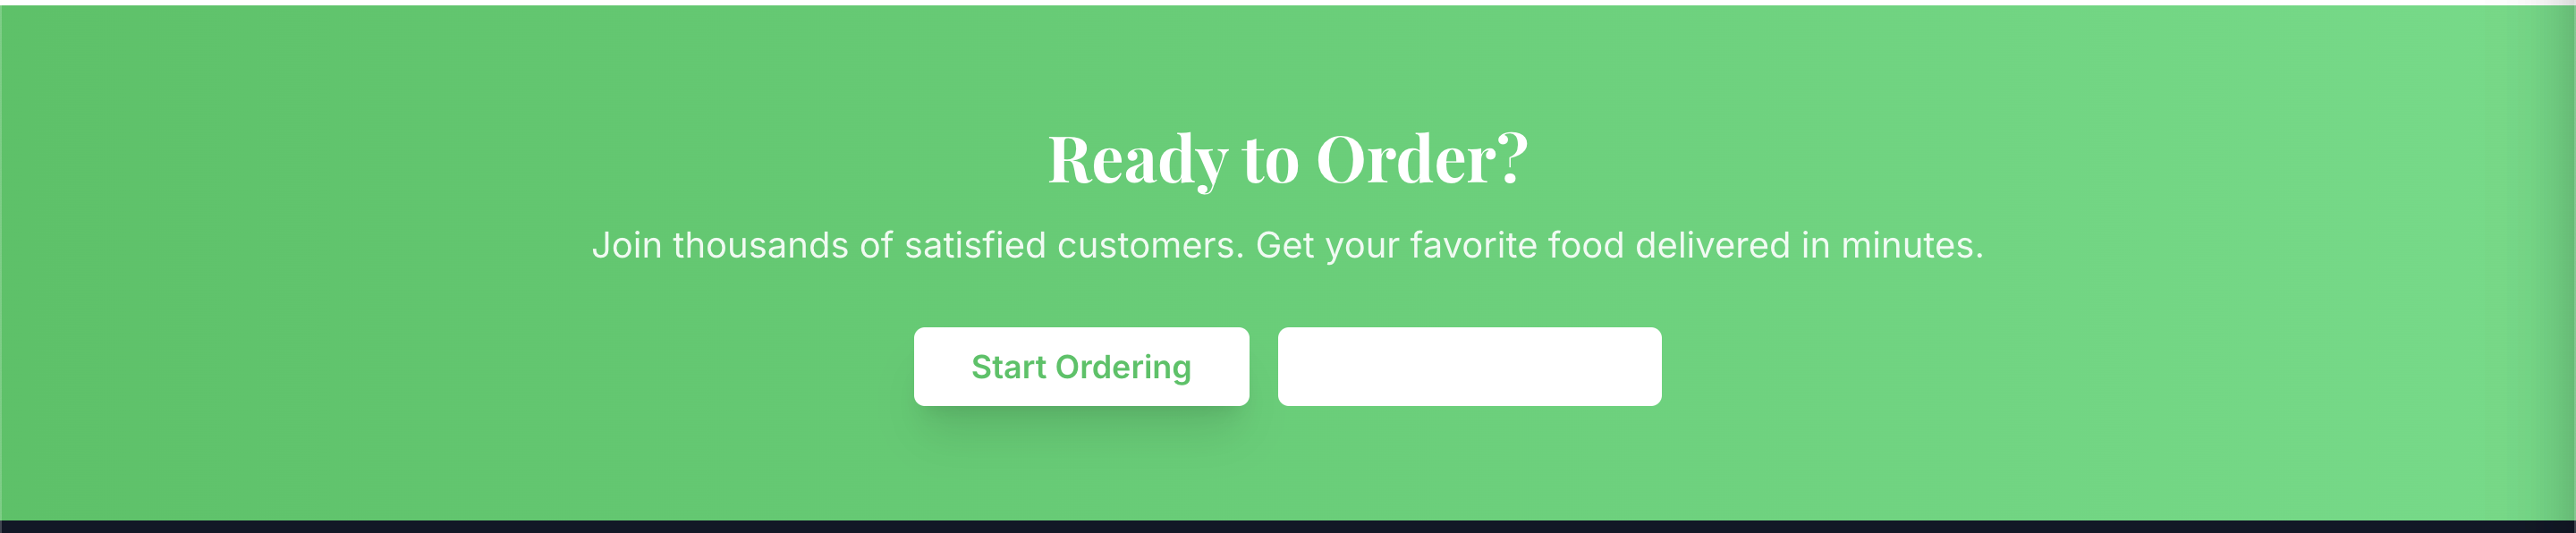 Ready to Order?
Join thousands of satisfied customers. Get your favorite food delivered in minutes.
Start Ordering